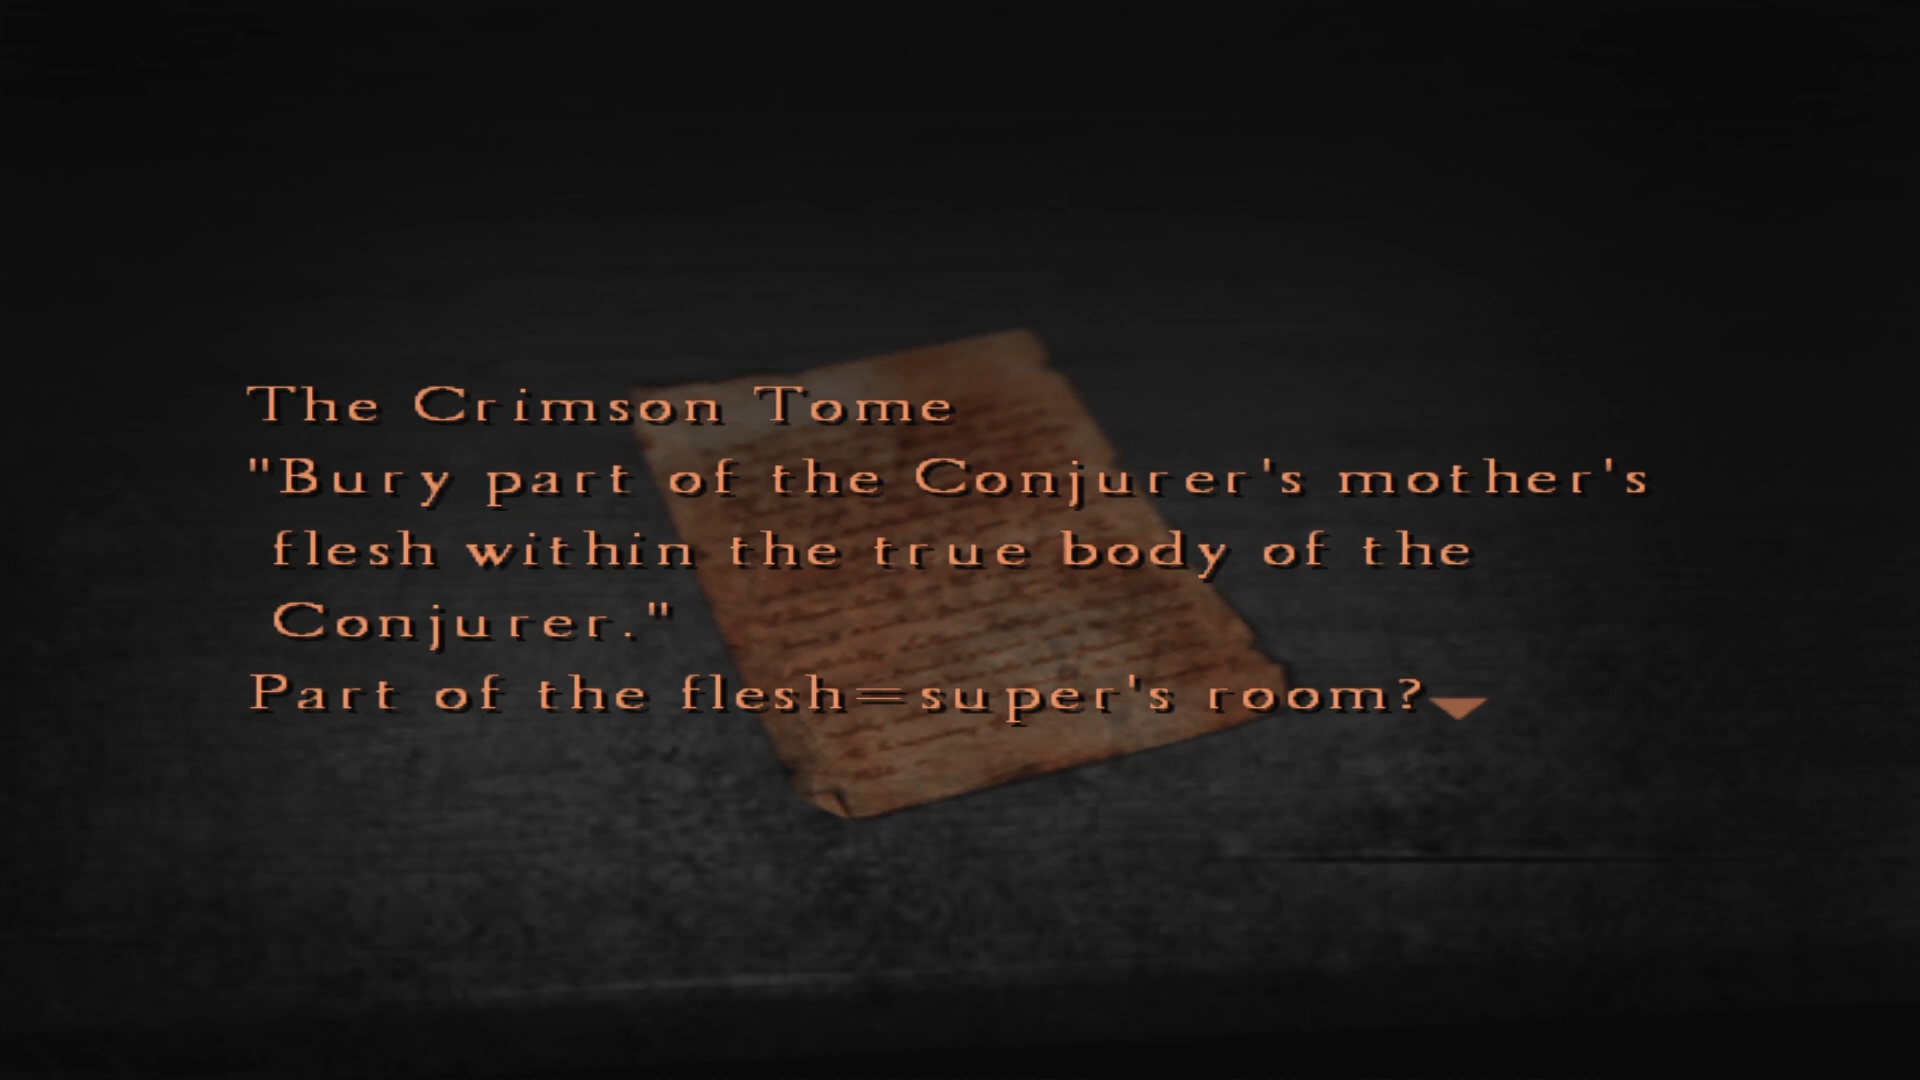 The Crimson Tome
"Bury part of the Conjurer's mother's
flesh within the true body of the
Conjurer."
Part of the flesh=super's room?